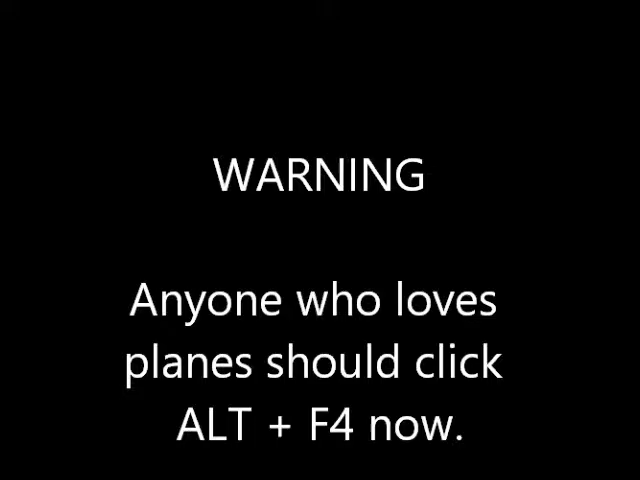 WARNING
Anyone who loves
planes should click
ALT + F4 now.